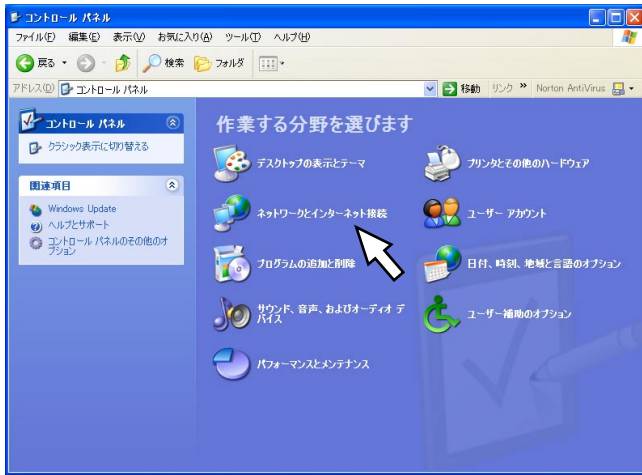 コントロール パネル
ファイル(F) 編集(E) 表示(V) お気に入り(A) ツール(T) ヘルプ(H)
戻る 検索 フォルダ
アドレス(D) コントロール パネル 移動 リンク » Norton AntiVirus
コントロール パネル
クラシック表示に切り替える
関連項目
Windows Update
ヘルプとサポート
コントロール パネルのその他のオ
プション
作業する分野を選びます
デスクトップの表示とテーマ
プリンタとその他のハードウェア
ネットワークとインターネット接続
ユーザー アカウント
プログラムの追加と削除
日付、時刻、地域と言語のオプション
サウンド、音声、およびオーディオ デ
バイス
ユーザー補助のオプション
パフォーマンスとメンテナンス